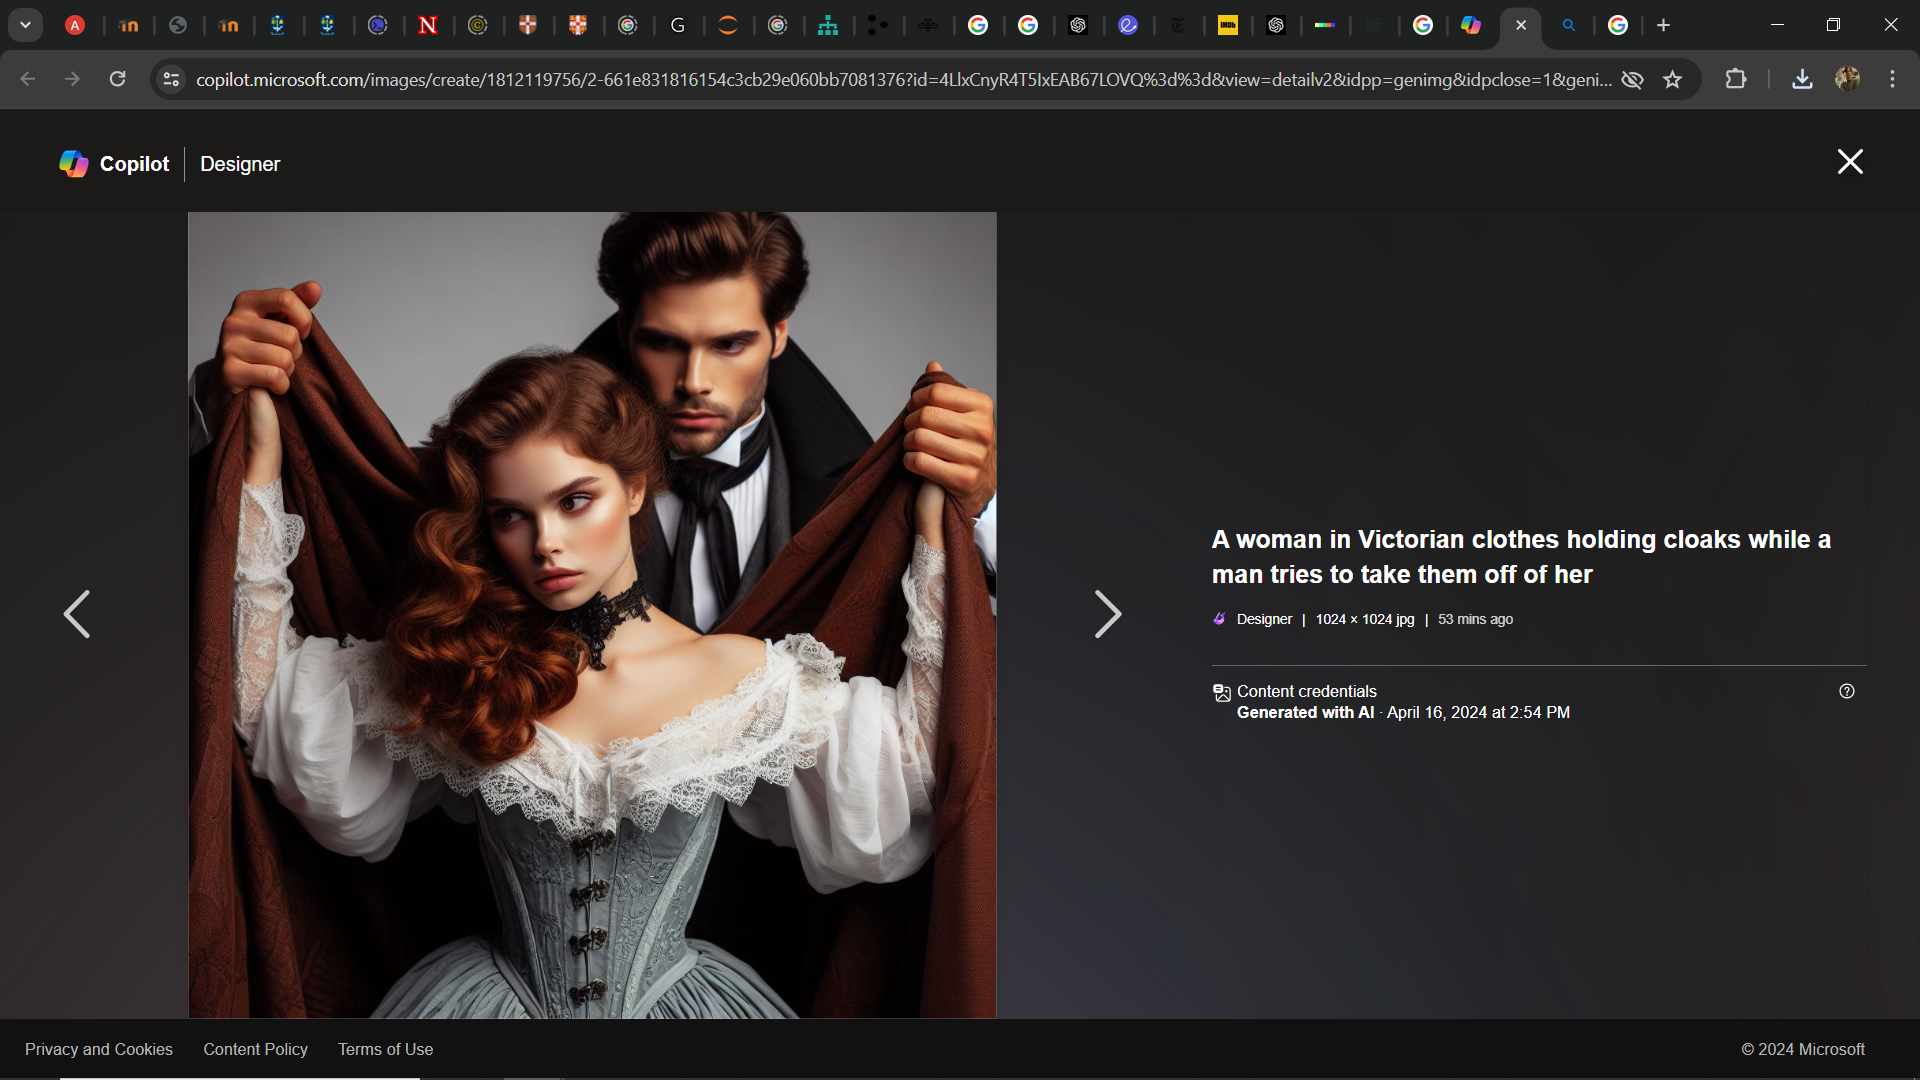 copilot.microsoft.com/images/create/1812119756/2-661e831816154c3cb29e060bb7081376?id=4LlxCnyR4T5IxEAB67LOVQ%3d%3d&view=detailv2&idpp=genimg&idpclose=1&geni...
Copilot | Designer
A woman in Victorian clothes holding cloaks while a
man tries to take them off of her
Designer | 1024 × 1024 jpg | 53 mins ago
Content credentials
Generated with AI · April 16, 2024 at 2:54 PM
Privacy and Cookies
Content Policy
Terms of Use
© 2024 Microsoft